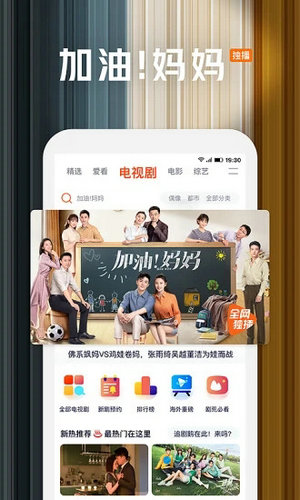 加油!妈妈 独播
精选 爱看 电视剧 电影 综艺
19:30
加油!妈妈 偶像 都市 全部分类
加油!妈妈
全网独播
佛系飒妈VS鸡娃卷妈，张雨绮吴越董洁为娃而战
全部电视剧 新剧预约 排行榜 海外重磅 剧荒必看
新热推荐 最热门在这里 追剧躺在此！